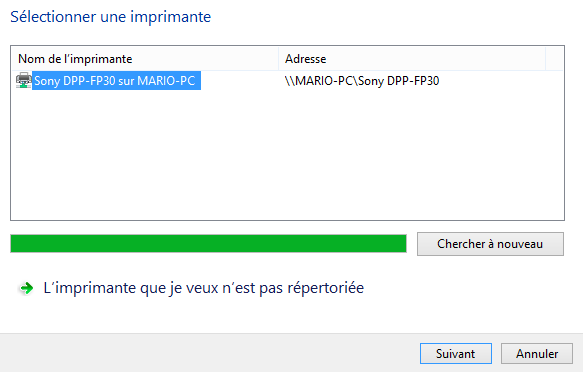 Sélectionner une imprimante
Nom de l'imprimante Adresse
Sony DPP-FP30 sur MARIO-PC \\MARIO-PC\Sony DPP-FP30
Chercher à nouveau
L'imprimante que je veux n'est pas répertoriée
Suivant Annuler